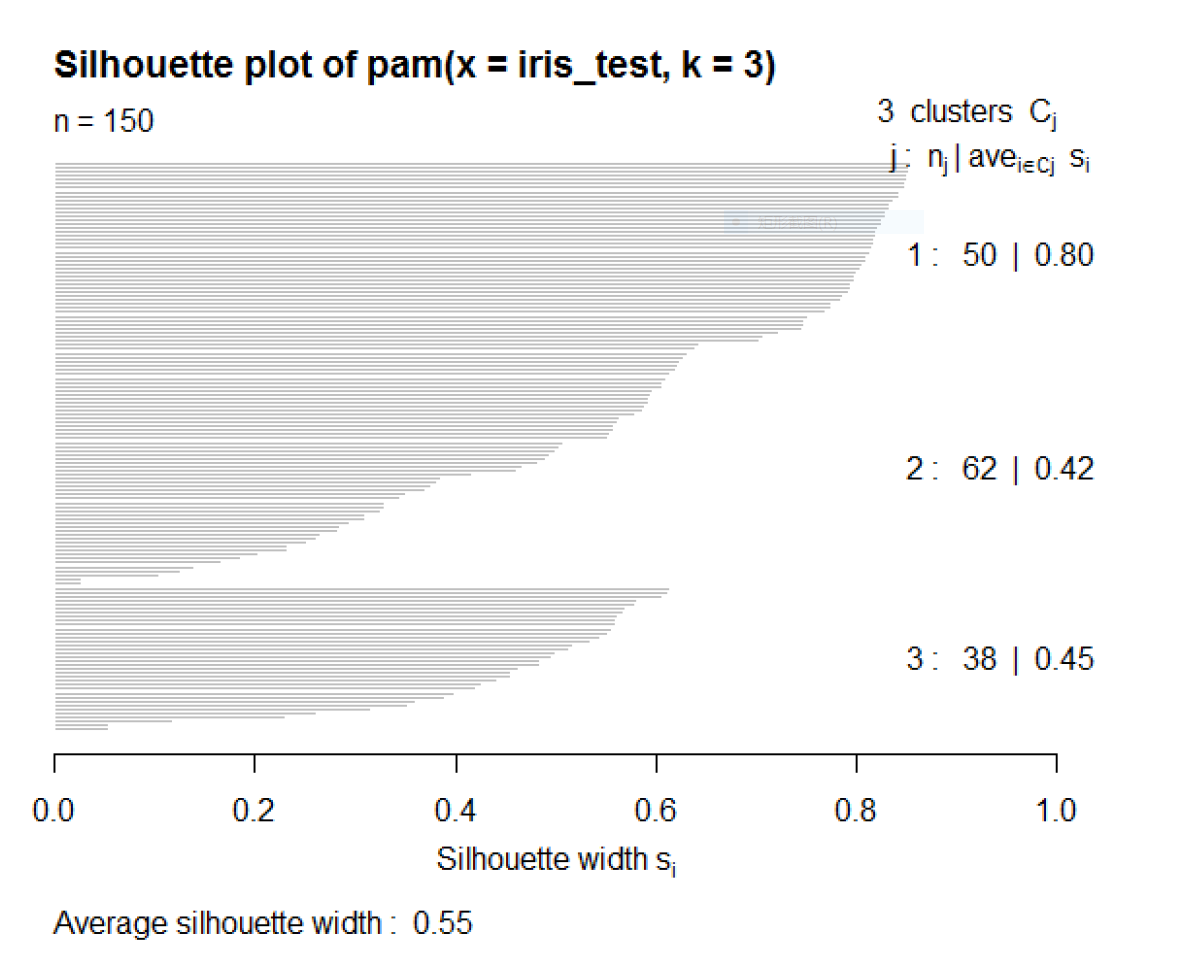 Silhouette plot of pam(x = iris_test, k = 3)
n = 150
3 clusters Cj
j : nj | avei∈Cj si
1 : 50 | 0.80
2 : 62 | 0.42
3 : 38 | 0.45
0.0 0.2 0.4 0.6 0.8 1.0
Silhouette width si
Average silhouette width : 0.55